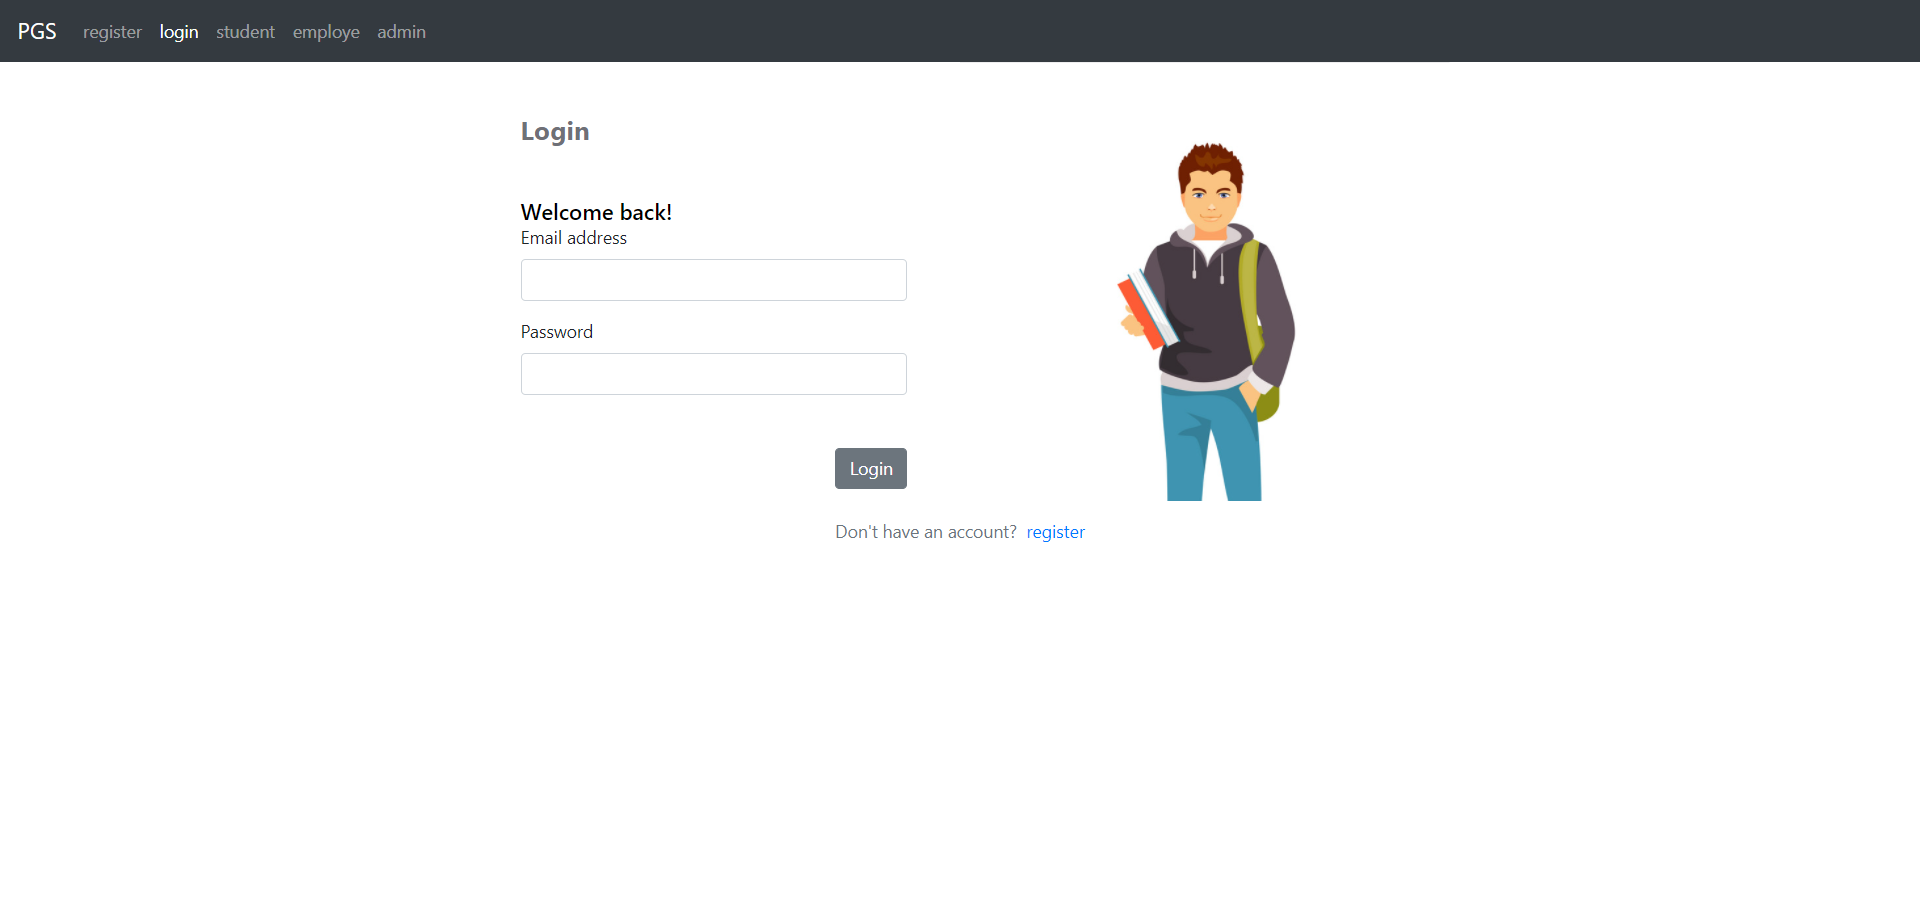 PGS register login student employe admin
Login
Welcome back!
Email address
Password
Login
Don't have an account? register